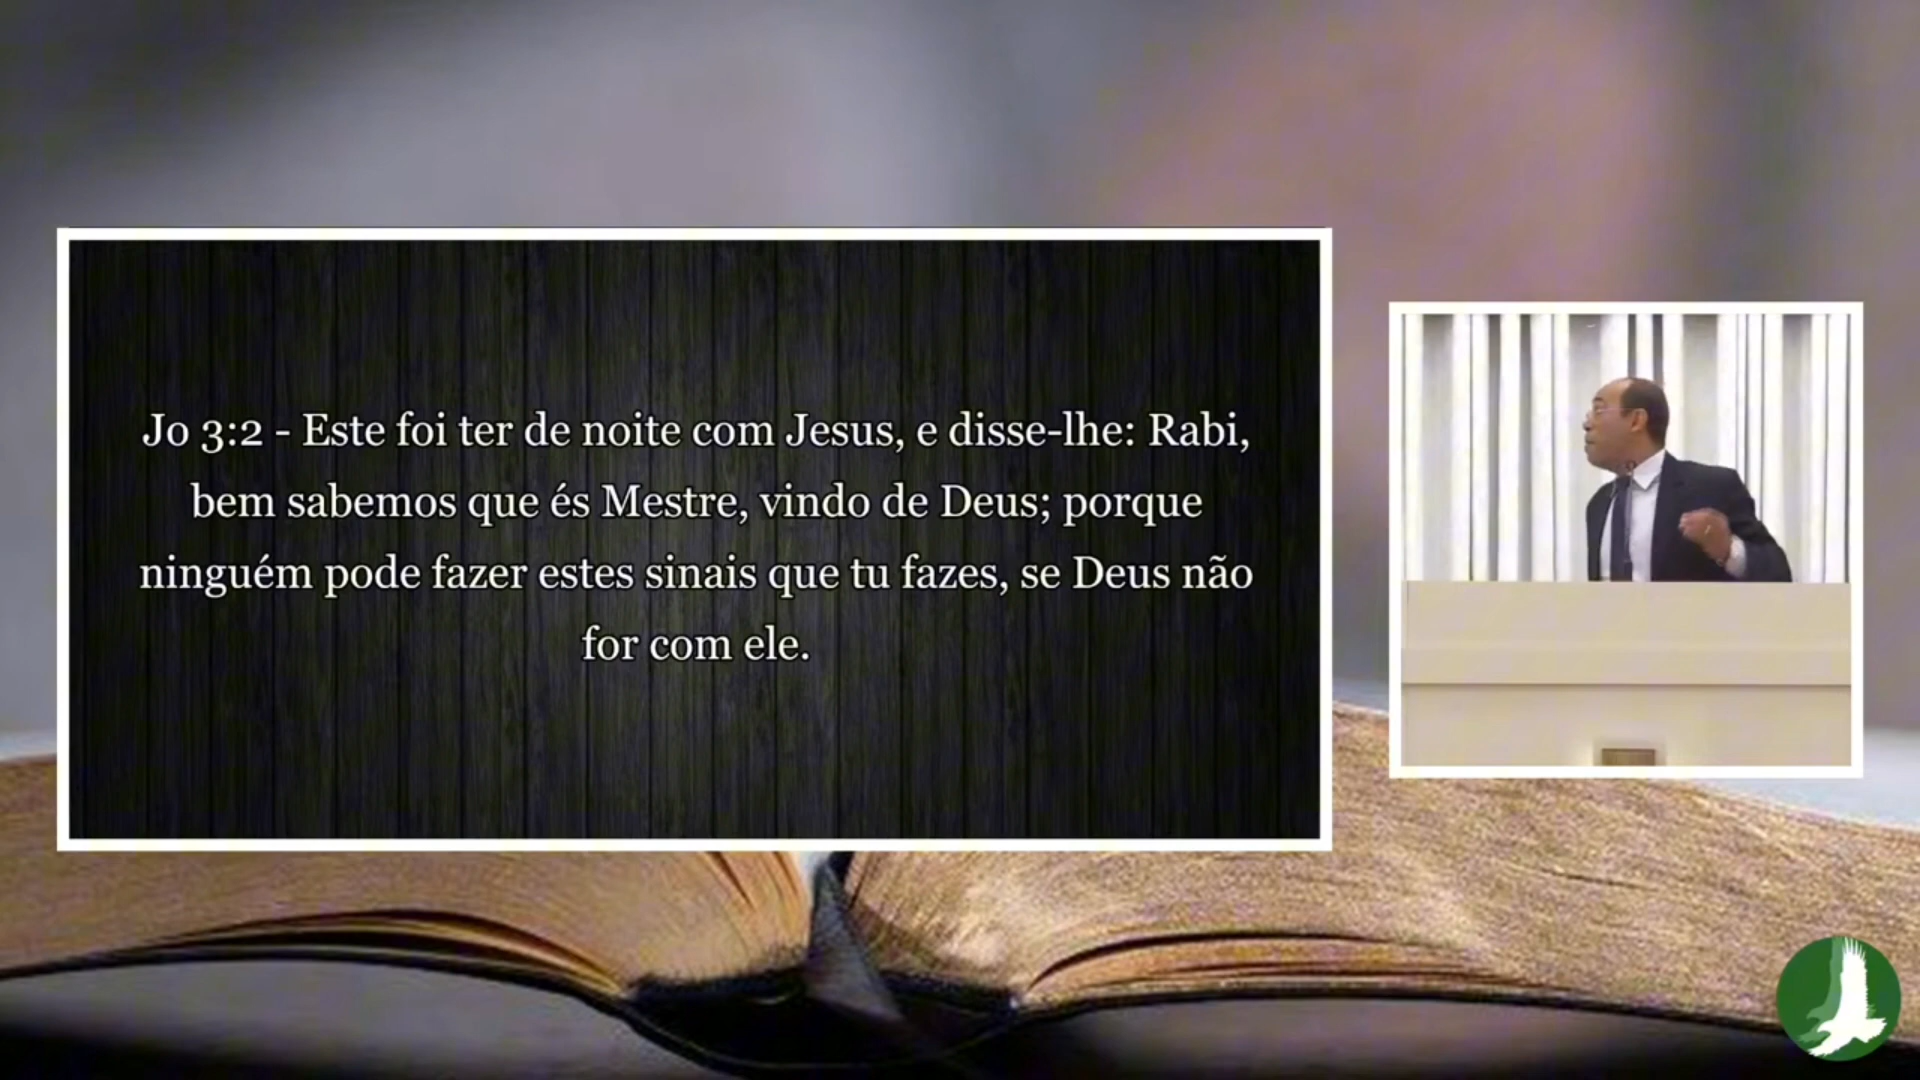 Jo 3:2 - Este foi ter de noite com Jesus, e disse-lhe: Rabi,
bem sabemos que és Mestre, vindo de Deus; porque
ninguém pode fazer estes sinais que tu fazes, se Deus não
for com ele.